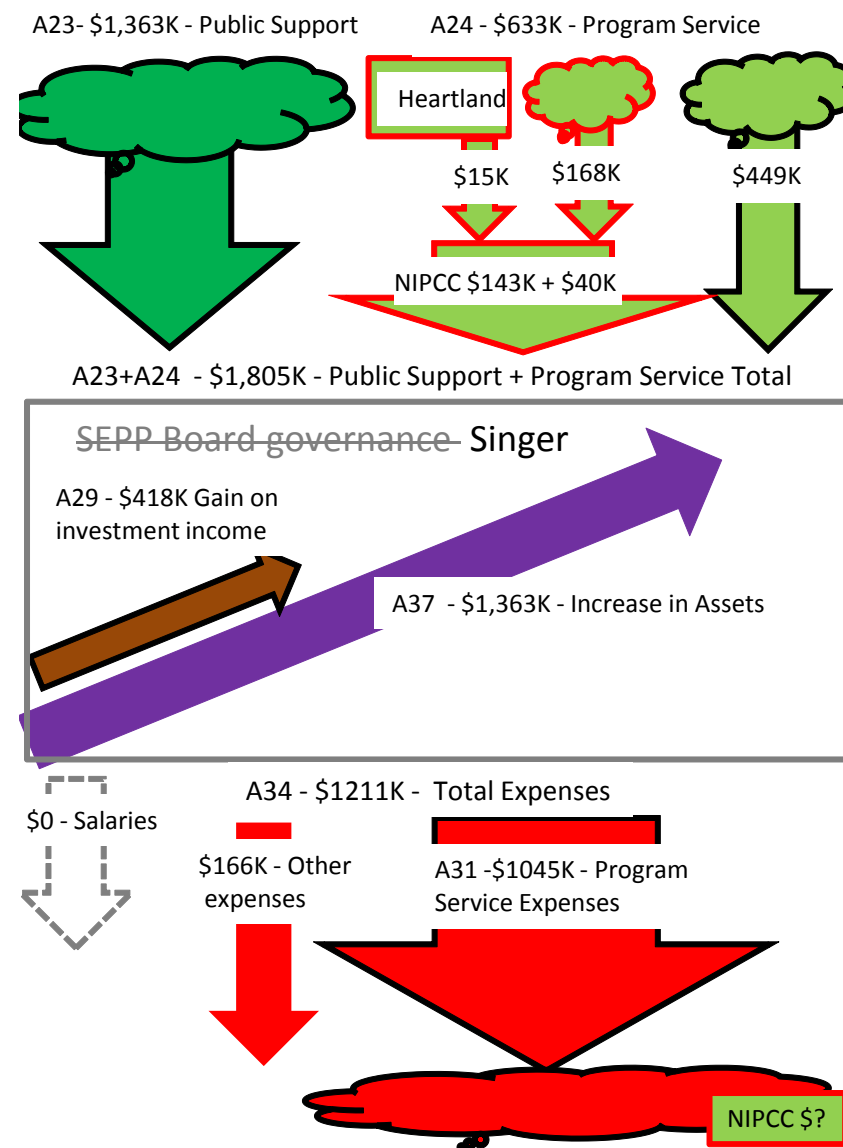 A23- $1,363K - Public Support
A24 - $633K - Program Service
Heartland
$15K
$168K
$449K
NIPCC $143K + $40K
A23+A24 - $1,805K - Public Support + Program Service Total
SEPP Board governance Singer
A29 - $418K Gain on
investment income
A37 - $1,363K - Increase in Assets
A34 - $1211K - Total Expenses
$0 - Salaries
$166K - Other
expenses
A31 -$1045K - Program
Service Expenses
NIPCC $?